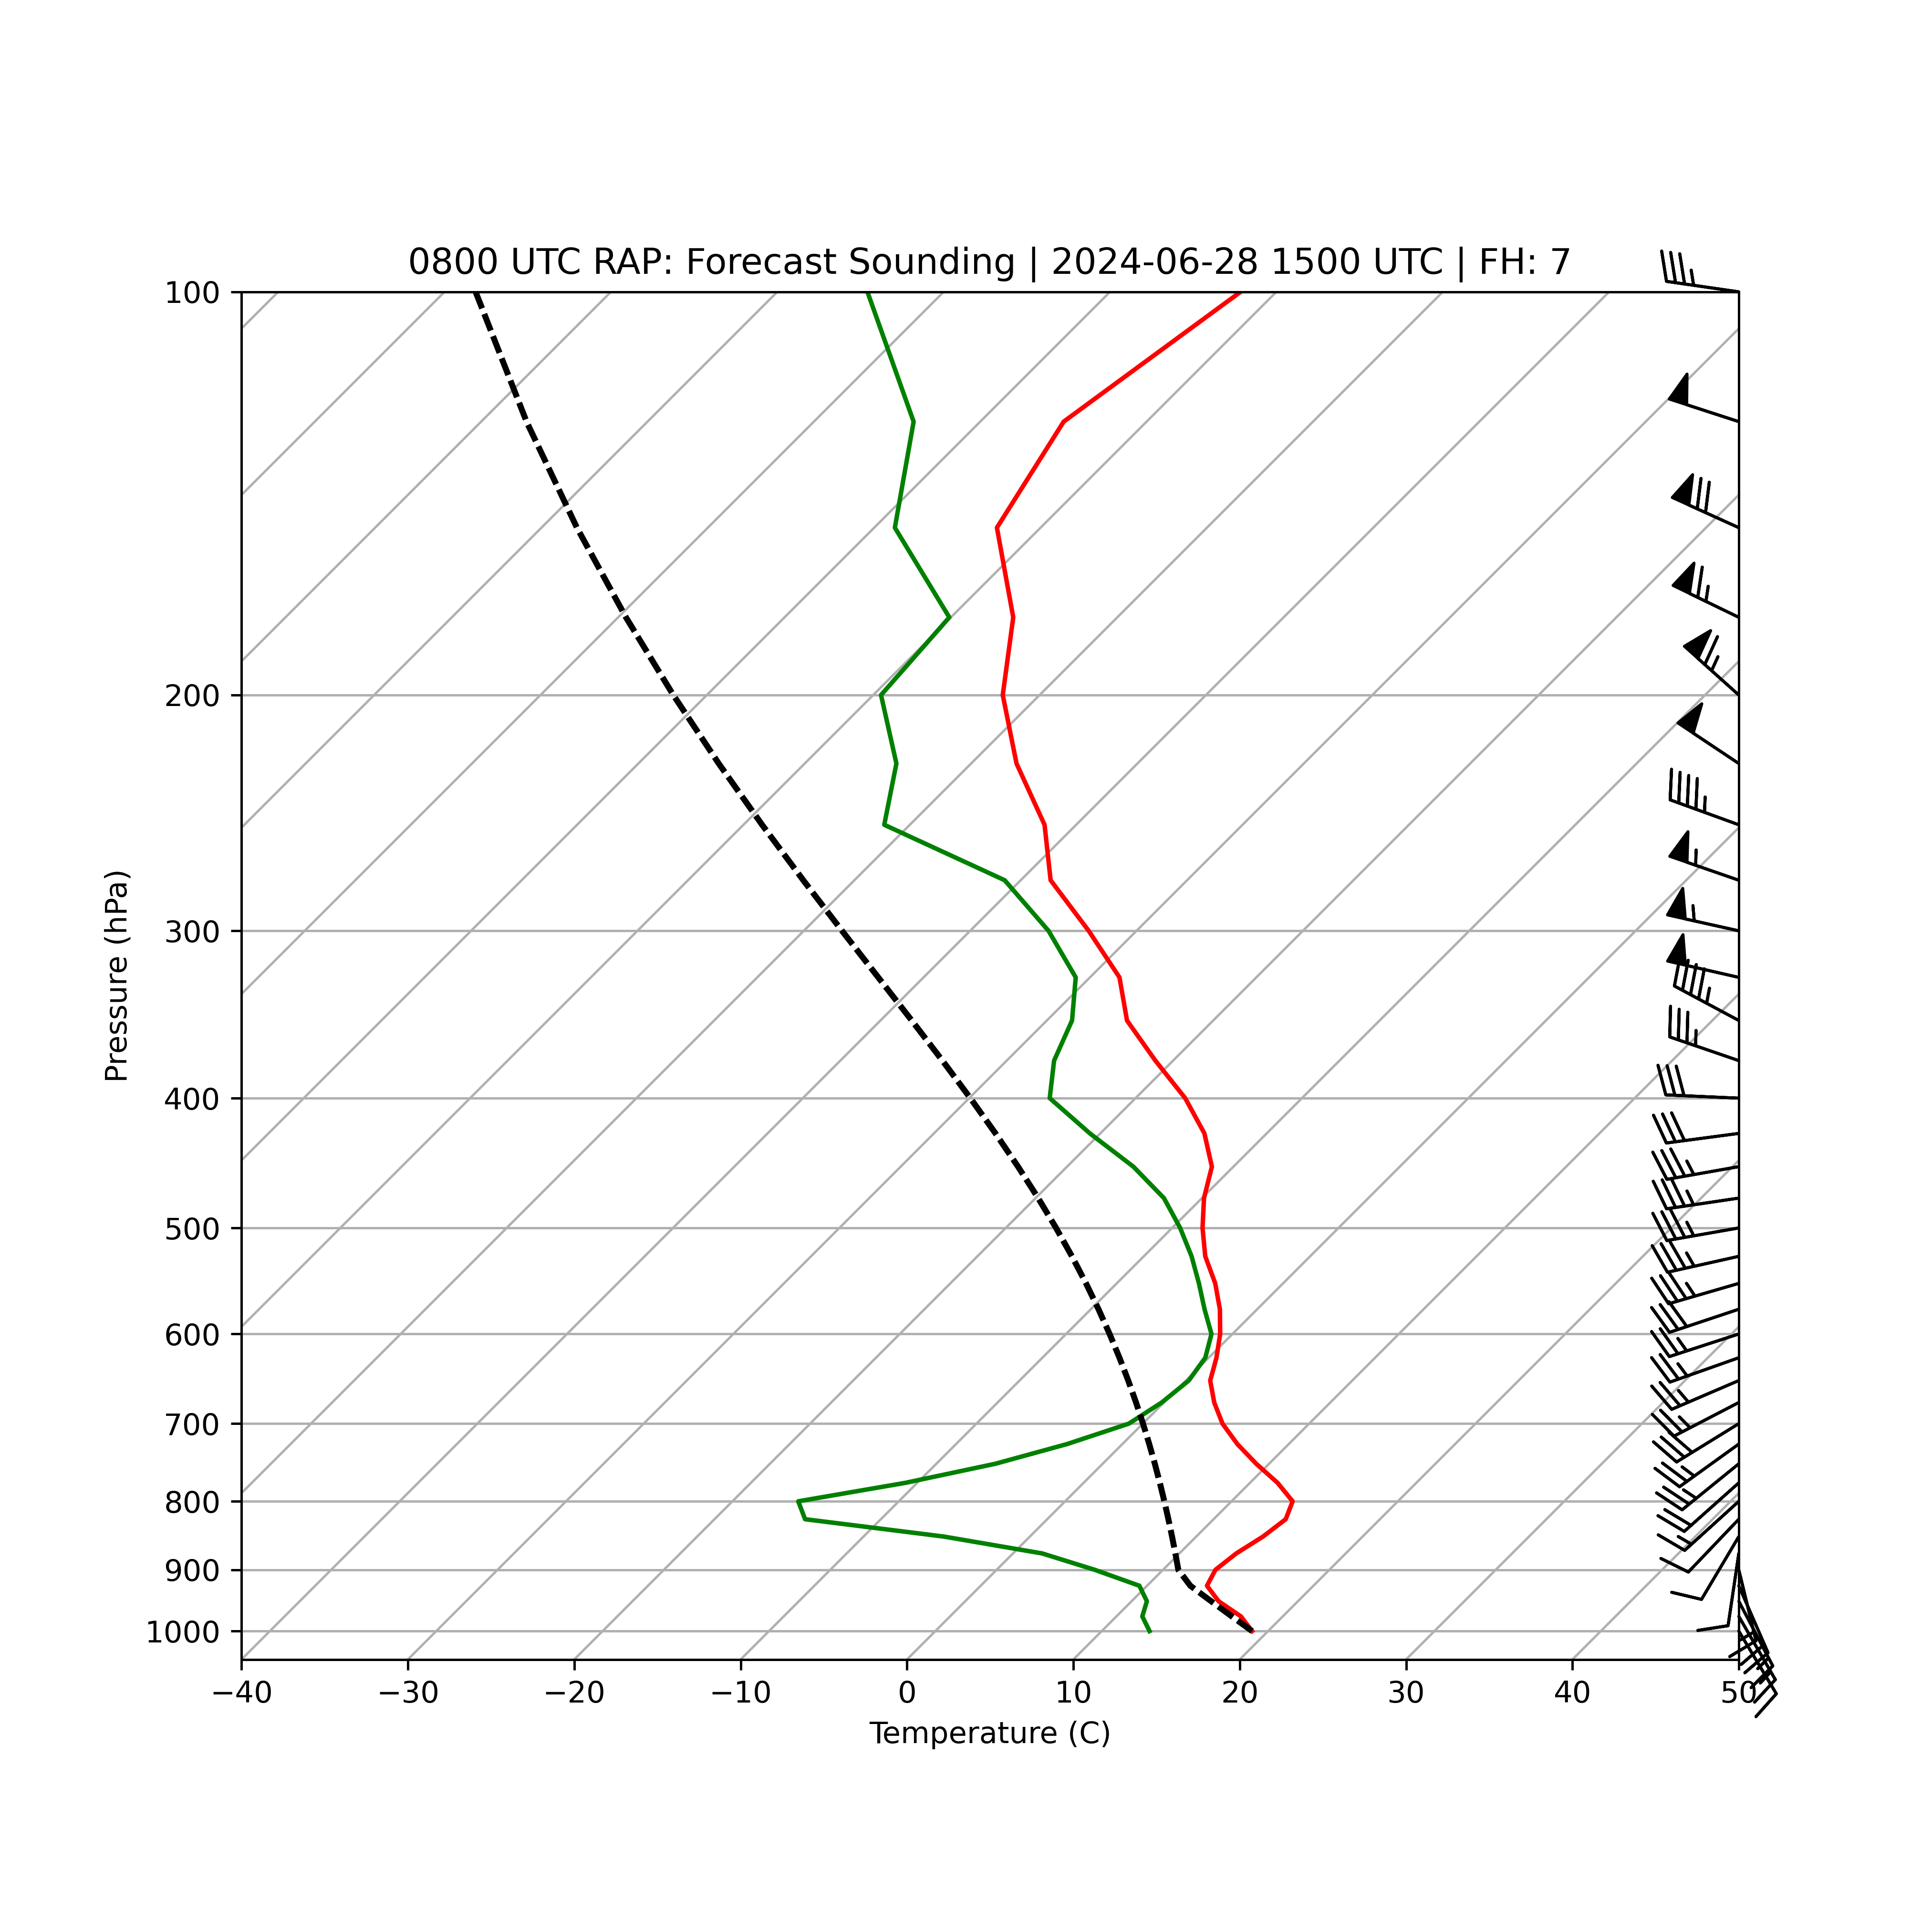 0800 UTC RAP: Forecast Sounding | 2024-06-28 1500 UTC | FH: 7
100
200
300
400
500
600
700
800
900
1000
Pressure (hPa)
−40 −30 −20 −10 0 10 20 30 40 50
Temperature (C)